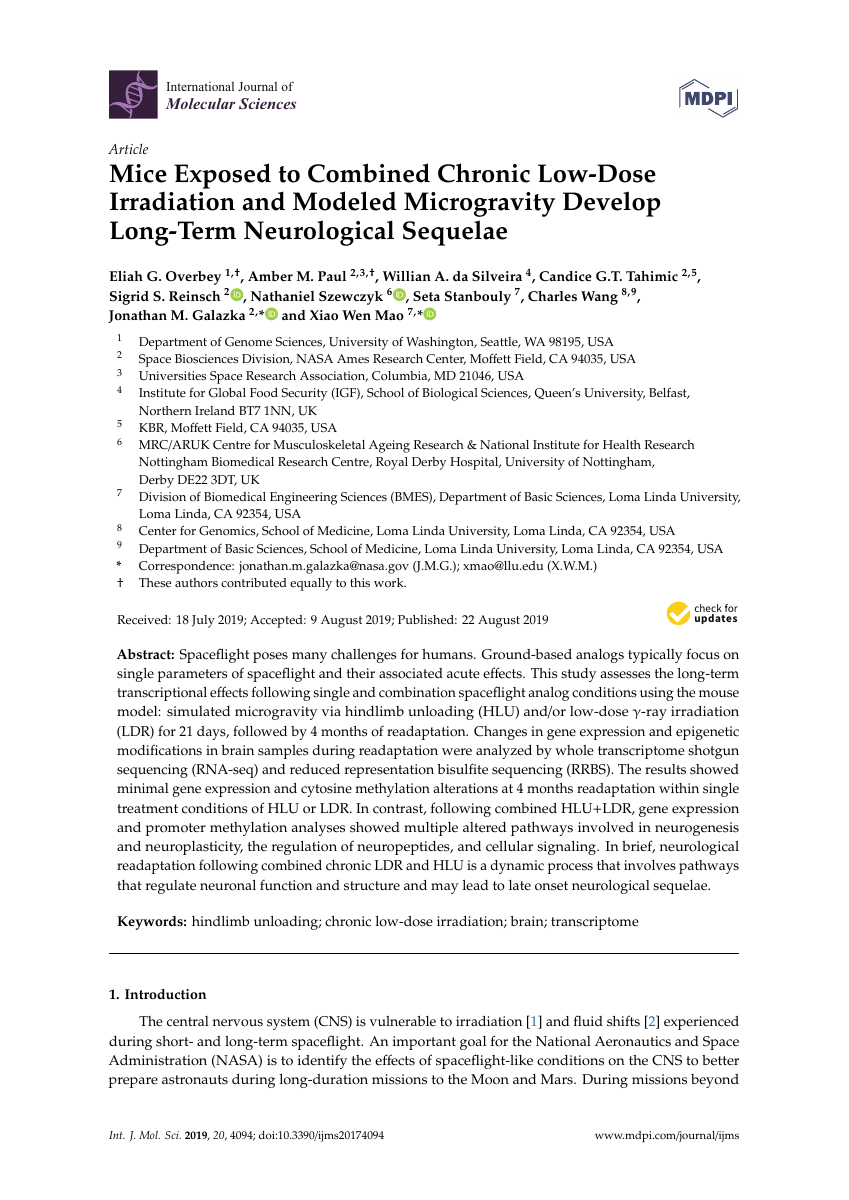 International Journal of
Molecular Sciences
MDPI
Article
Mice Exposed to Combined Chronic Low-Dose
Irradiation and Modeled Microgravity Develop
Long-Term Neurological Sequelae
Eliah G. Overbey 1,†, Amber M. Paul 2,3,†, Willian A. da Silveira 4, Candice G.T. Tahimic 2,5,
Sigrid S. Reinsch 2 iD, Nathaniel Szewczyk 6 iD, Seta Stanbouly 7, Charles Wang 8,9,
Jonathan M. Galazka 2,* iD and Xiao Wen Mao 7,* iD
1 Department of Genome Sciences, University of Washington, Seattle, WA 98195, USA
2 Space Biosciences Division, NASA Ames Research Center, Moffett Field, CA 94035, USA
3 Universities Space Research Association, Columbia, MD 21046, USA
4 Institute for Global Food Security (IGF), School of Biological Sciences, Queen's University, Belfast,
Northern Ireland BT7 1NN, UK
5 KBR, Moffett Field, CA 94035, USA
6 MRC/ARUK Centre for Musculoskeletal Ageing Research & National Institute for Health Research
Nottingham Biomedical Research Centre, Royal Derby Hospital, University of Nottingham,
Derby DE22 3DT, UK
7 Division of Biomedical Engineering Sciences (BMES), Department of Basic Sciences, Loma Linda University,
Loma Linda, CA 92354, USA
8 Center for Genomics, School of Medicine, Loma Linda University, Loma Linda, CA 92354, USA
9 Department of Basic Sciences, School of Medicine, Loma Linda University, Loma Linda, CA 92354, USA
* Correspondence: jonathan.m.galazka@nasa.gov (J.M.G.); xmao@llu.edu (X.W.M.)
† These authors contributed equally to this work.
Received: 18 July 2019; Accepted: 9 August 2019; Published: 22 August 2019
check for
updates
Abstract: Spaceflight poses many challenges for humans. Ground-based analogs typically focus on
single parameters of spaceflight and their associated acute effects. This study assesses the long-term
transcriptional effects following single and combination spaceflight analog conditions using the mouse
model: simulated microgravity via hindlimb unloading (HLU) and/or low-dose γ-ray irradiation
(LDR) for 21 days, followed by 4 months of readaptation. Changes in gene expression and epigenetic
modifications in brain samples during readaptation were analyzed by whole transcriptome shotgun
sequencing (RNA-seq) and reduced representation bisulfite sequencing (RRBS). The results showed
minimal gene expression and cytosine methylation alterations at 4 months readaptation within single
treatment conditions of HLU or LDR. In contrast, following combined HLU+LDR, gene expression
and promoter methylation analyses showed multiple altered pathways involved in neurogenesis
and neuroplasticity, the regulation of neuropeptides, and cellular signaling. In brief, neurological
readaptation following combined chronic LDR and HLU is a dynamic process that involves pathways
that regulate neuronal function and structure and may lead to late onset neurological sequelae.
Keywords: hindlimb unloading; chronic low-dose irradiation; brain; transcriptome
1. Introduction
The central nervous system (CNS) is vulnerable to irradiation [1] and fluid shifts [2] experienced
during short- and long-term spaceflight. An important goal for the National Aeronautics and Space
Administration (NASA) is to identify the effects of spaceflight-like conditions on the CNS to better
prepare astronauts during long-duration missions to the Moon and Mars. During missions beyond
Int. J. Mol. Sci. 2019, 20, 4094; doi:10.3390/ijms20174094
www.mdpi.com/journal/ijms